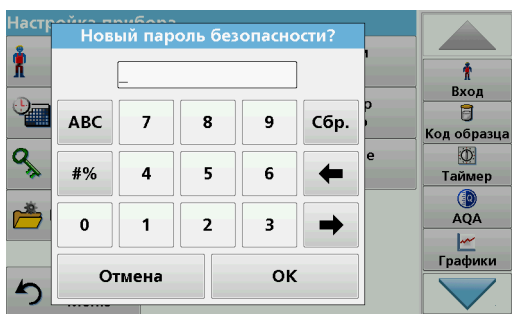 Настройка прибора
Новый пароль безопасности?
_
ABC 7 8 9 Сбр.
#% 4 5 6
0 1 2 3
Отмена OK
Вход
Код образца
Таймер
AQA
Графики